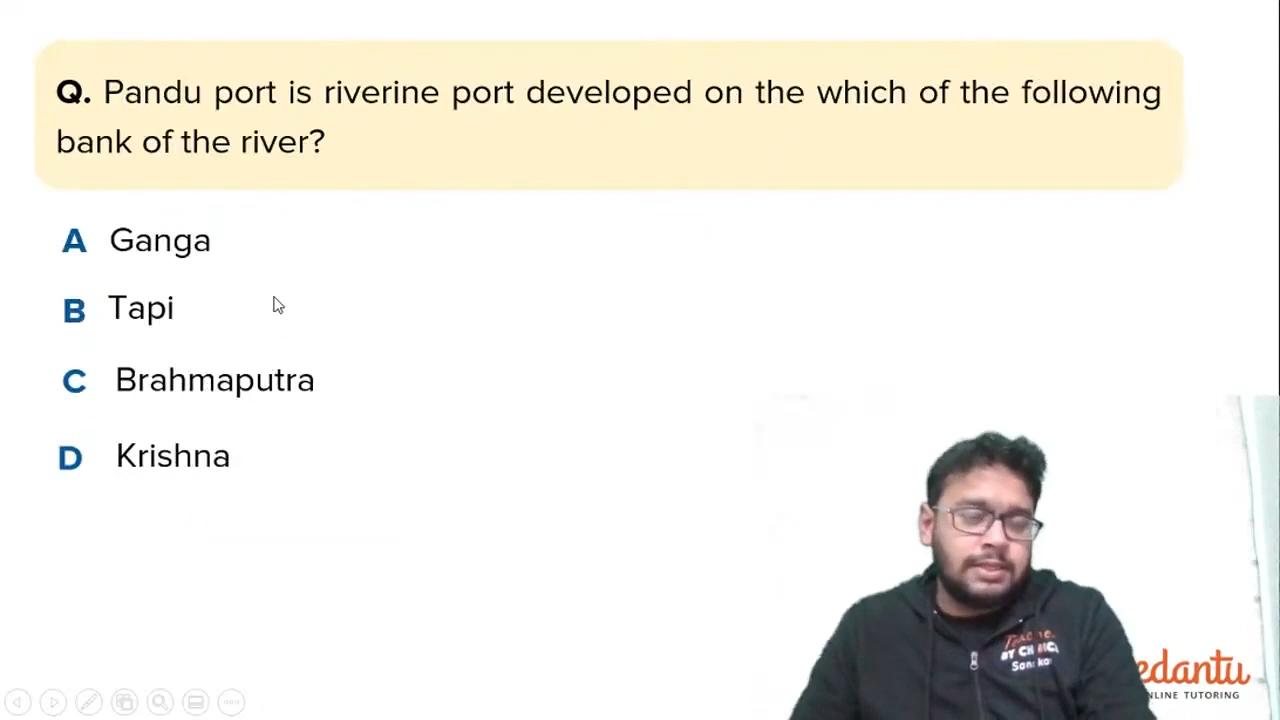 Q. Pandu port is riverine port developed on the which of the following
bank of the river?
A Ganga
B Tapi
C Brahmaputra
D Krishna
BY
edantu
NLINE TUTORING